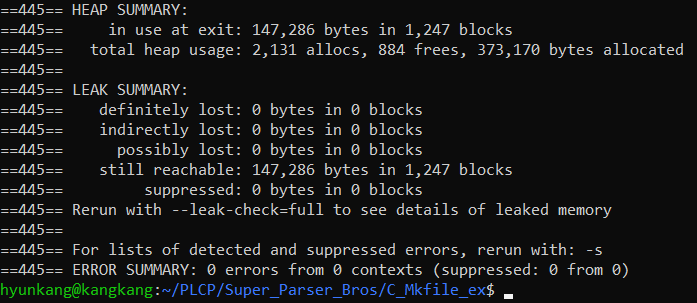 ==445== HEAP SUMMARY:
==445==     in use at exit: 147,286 bytes in 1,247 blocks
==445==   total heap usage: 2,131 allocs, 884 frees, 373,170 bytes allocated
==445==
==445== LEAK SUMMARY:
==445==    definitely lost: 0 bytes in 0 blocks
==445==    indirectly lost: 0 bytes in 0 blocks
==445==      possibly lost: 0 bytes in 0 blocks
==445==    still reachable: 147,286 bytes in 1,247 blocks
==445==         suppressed: 0 bytes in 0 blocks
==445== Rerun with --leak-check=full to see details of leaked memory
==445==
==445== For lists of detected and suppressed errors, rerun with: -s
==445== ERROR SUMMARY: 0 errors from 0 contexts (suppressed: 0 from 0)
hyunkang@kangkang:~/PLCP/Super_Parser_Bros/C_Mkfile_ex$